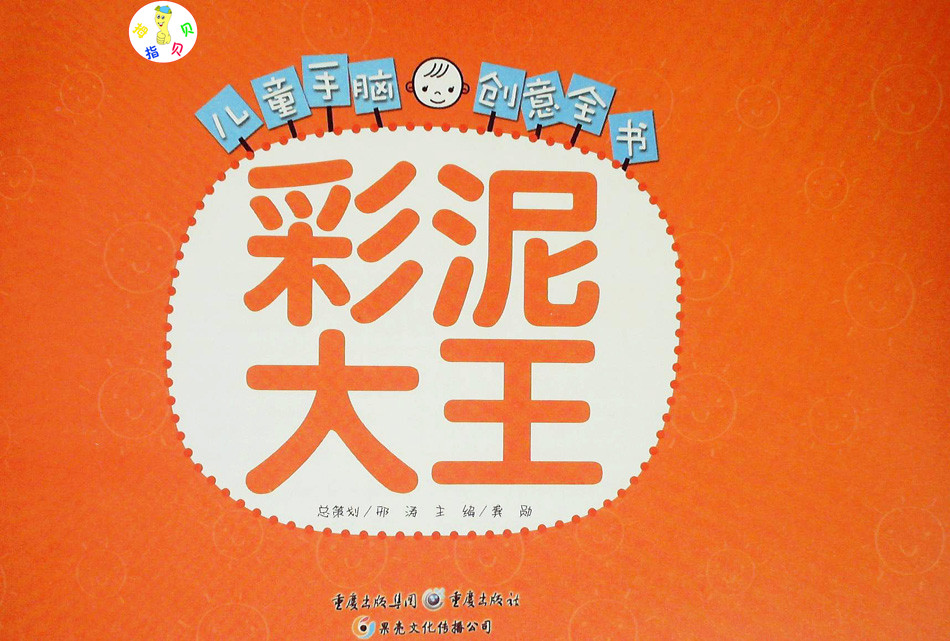 拇指贝贝
儿童手脑创意全书
彩泥
大王
总策划/邢 涛 主 编/龚 勋
重庆出版集团 重庆出版社
果壳文化传播公司